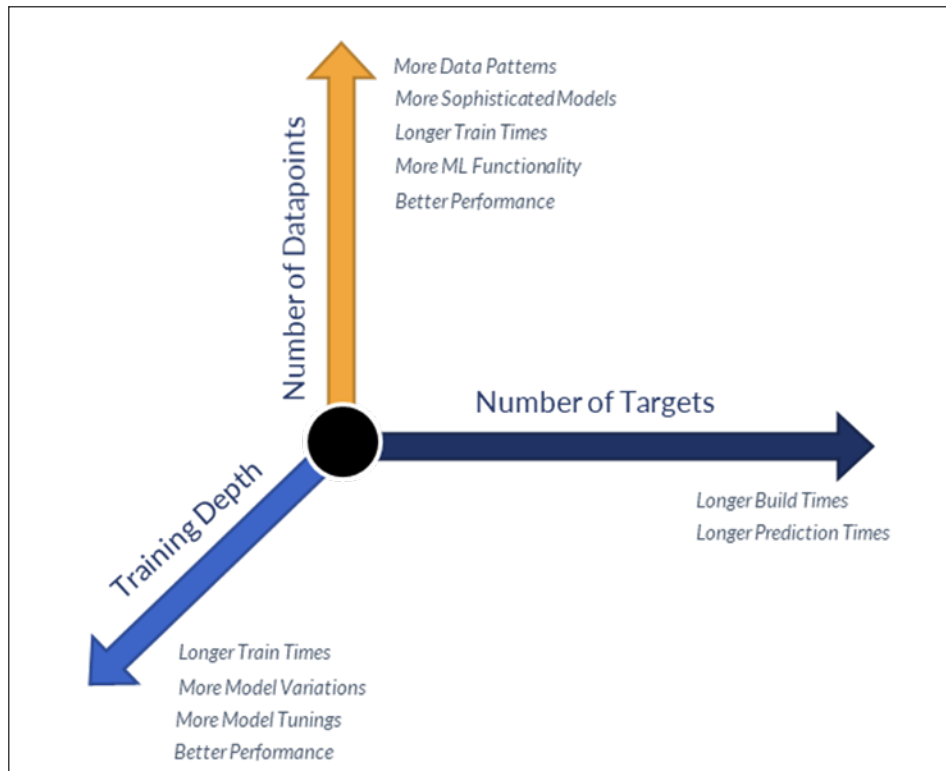 Number of Datapoints
More Data Patterns
More Sophisticated Models
Longer Train Times
More ML Functionality
Better Performance
Number of Targets
Longer Build Times
Longer Prediction Times
Training Depth
Longer Train Times
More Model Variations
More Model Tunings
Better Performance